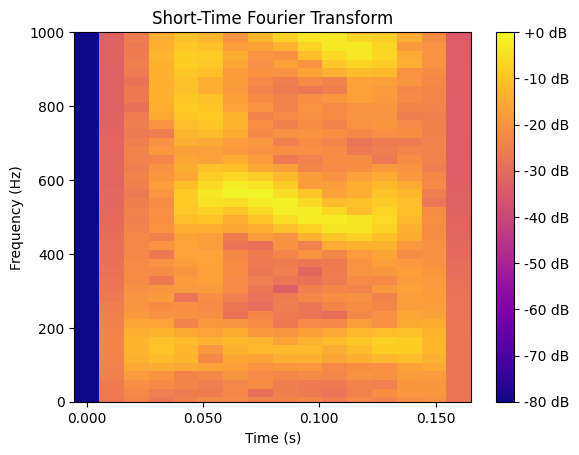 Short-Time Fourier Transform
1000
800
600
400
200
0
Frequency (Hz)
0.000
0.050
0.100
0.150
Time (s)
+0 dB
-10 dB
-20 dB
-30 dB
-40 dB
-50 dB
-60 dB
-70 dB
-80 dB